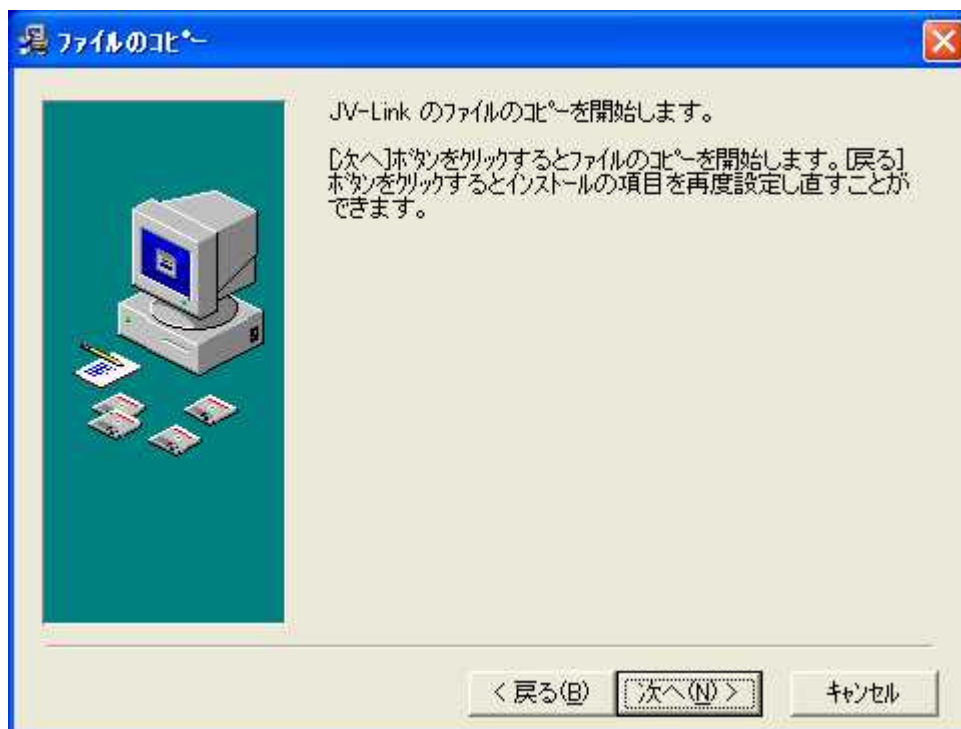 ﾌｧｲﾙのｺﾋﾟｰ
JV-Link のﾌｧｲﾙのｺﾋﾟｰを開始します。
[次へ]ﾎﾞﾀﾝをｸﾘｯｸするとﾌｧｲﾙのｺﾋﾟｰを開始します。[戻る]
ﾎﾞﾀﾝをｸﾘｯｸするとｲﾝｽﾄｰﾙの項目を再度設定し直すことが
できます。
< 戻る(B)
次へ(N) >
ｷｬﾝｾﾙ